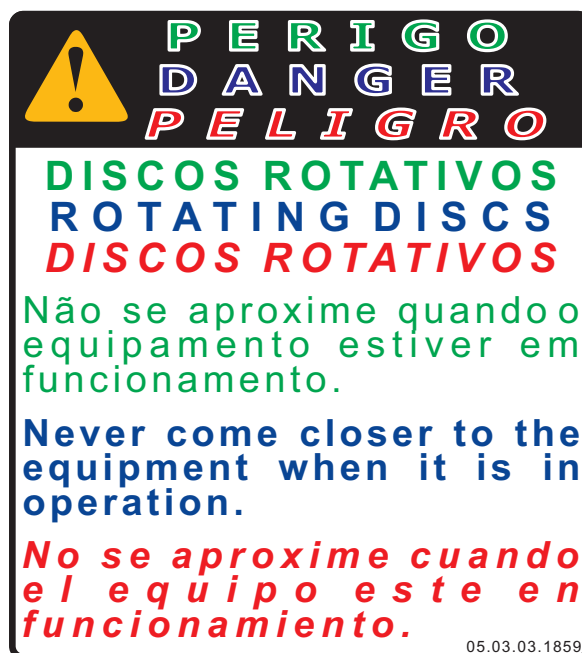 PERIGO
DANGER
PELIGRO
DISCOS ROTATIVOS
ROTATING DISCS
DISCOS ROTATIVOS
Não se aproxime quando o
equipamento estiver em
funcionamento.
Never come closer to the
equipment when it is in
operation.
No se aproxime cuando
el equipo este en
funcionamiento.
05.03.03.1859